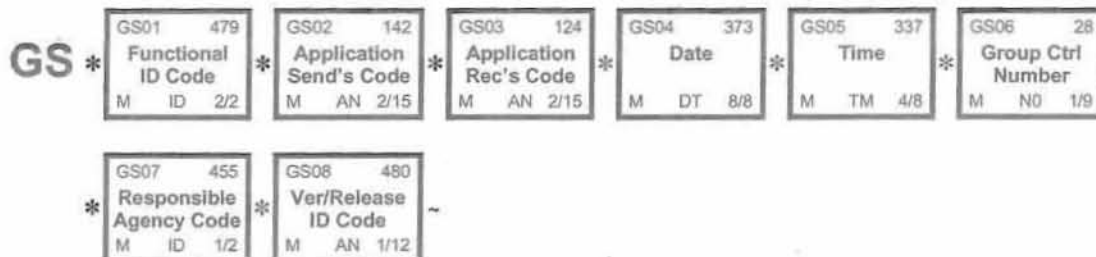 GS * GS01 479 Functional ID Code M ID 2/2 * GS02 142 Application Send's Code M AN 2/15 * GS03 124 Application Rec's Code M AN 2/15 * GS04 373 Date M DT 8/8 * GS05 337 Time M TM 4/8 * GS06 28 Group Ctrl Number M N0 1/9
* GS07 455 Responsible Agency Code M ID 1/2 * GS08 480 Ver/Release ID Code M AN 1/12 ~